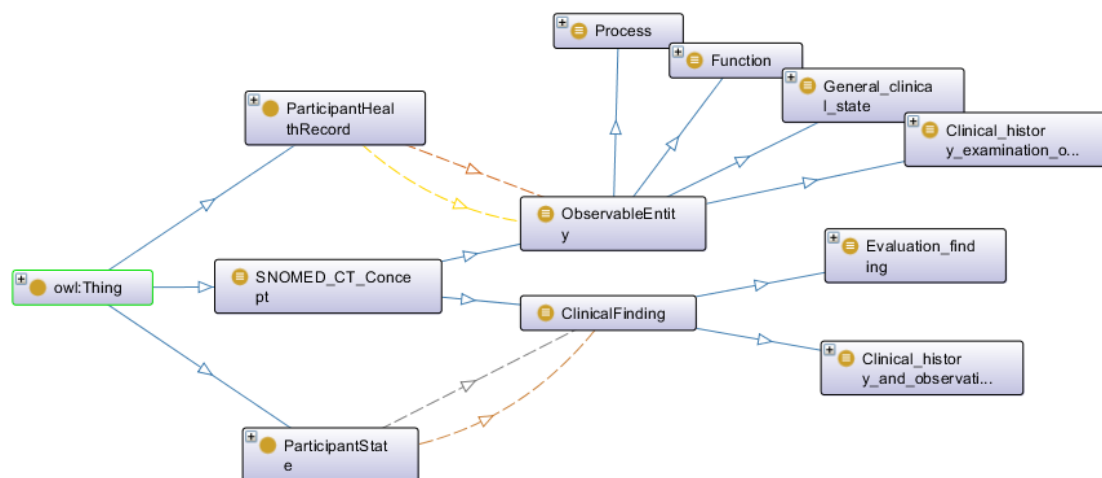 Process
Function
General_clinica
l_state
Clinical_histor
y_examination_o...
ParticipantHeal
thRecord
ObservableEntit
y
Evaluation_find
ing
owl:Thing
SNOMED_CT_Conce
pt
ClinicalFinding
Clinical_histor
y_and_observati...
ParticipantStat
e